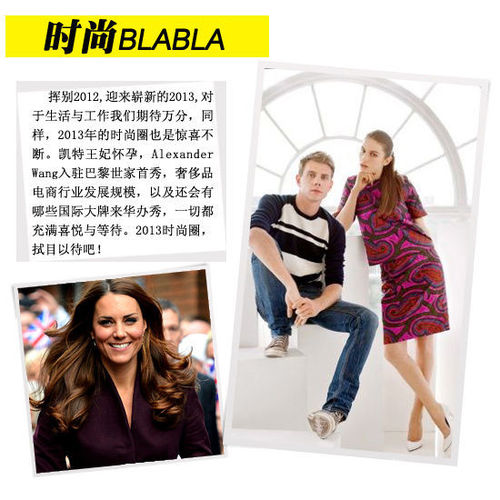 时尚BLABLA
挥别2012,迎来崭新的2013,对
于生活与工作我们期待万分，同
样，2013年的时尚圈也是惊喜不
断。凯特王妃怀孕，Alexander
Wang入驻巴黎世家首秀，奢侈品
电商行业发展规模，以及还会有
哪些国际大牌来华办秀，一切都
充满喜悦与等待。2013时尚圈，
拭目以待吧！